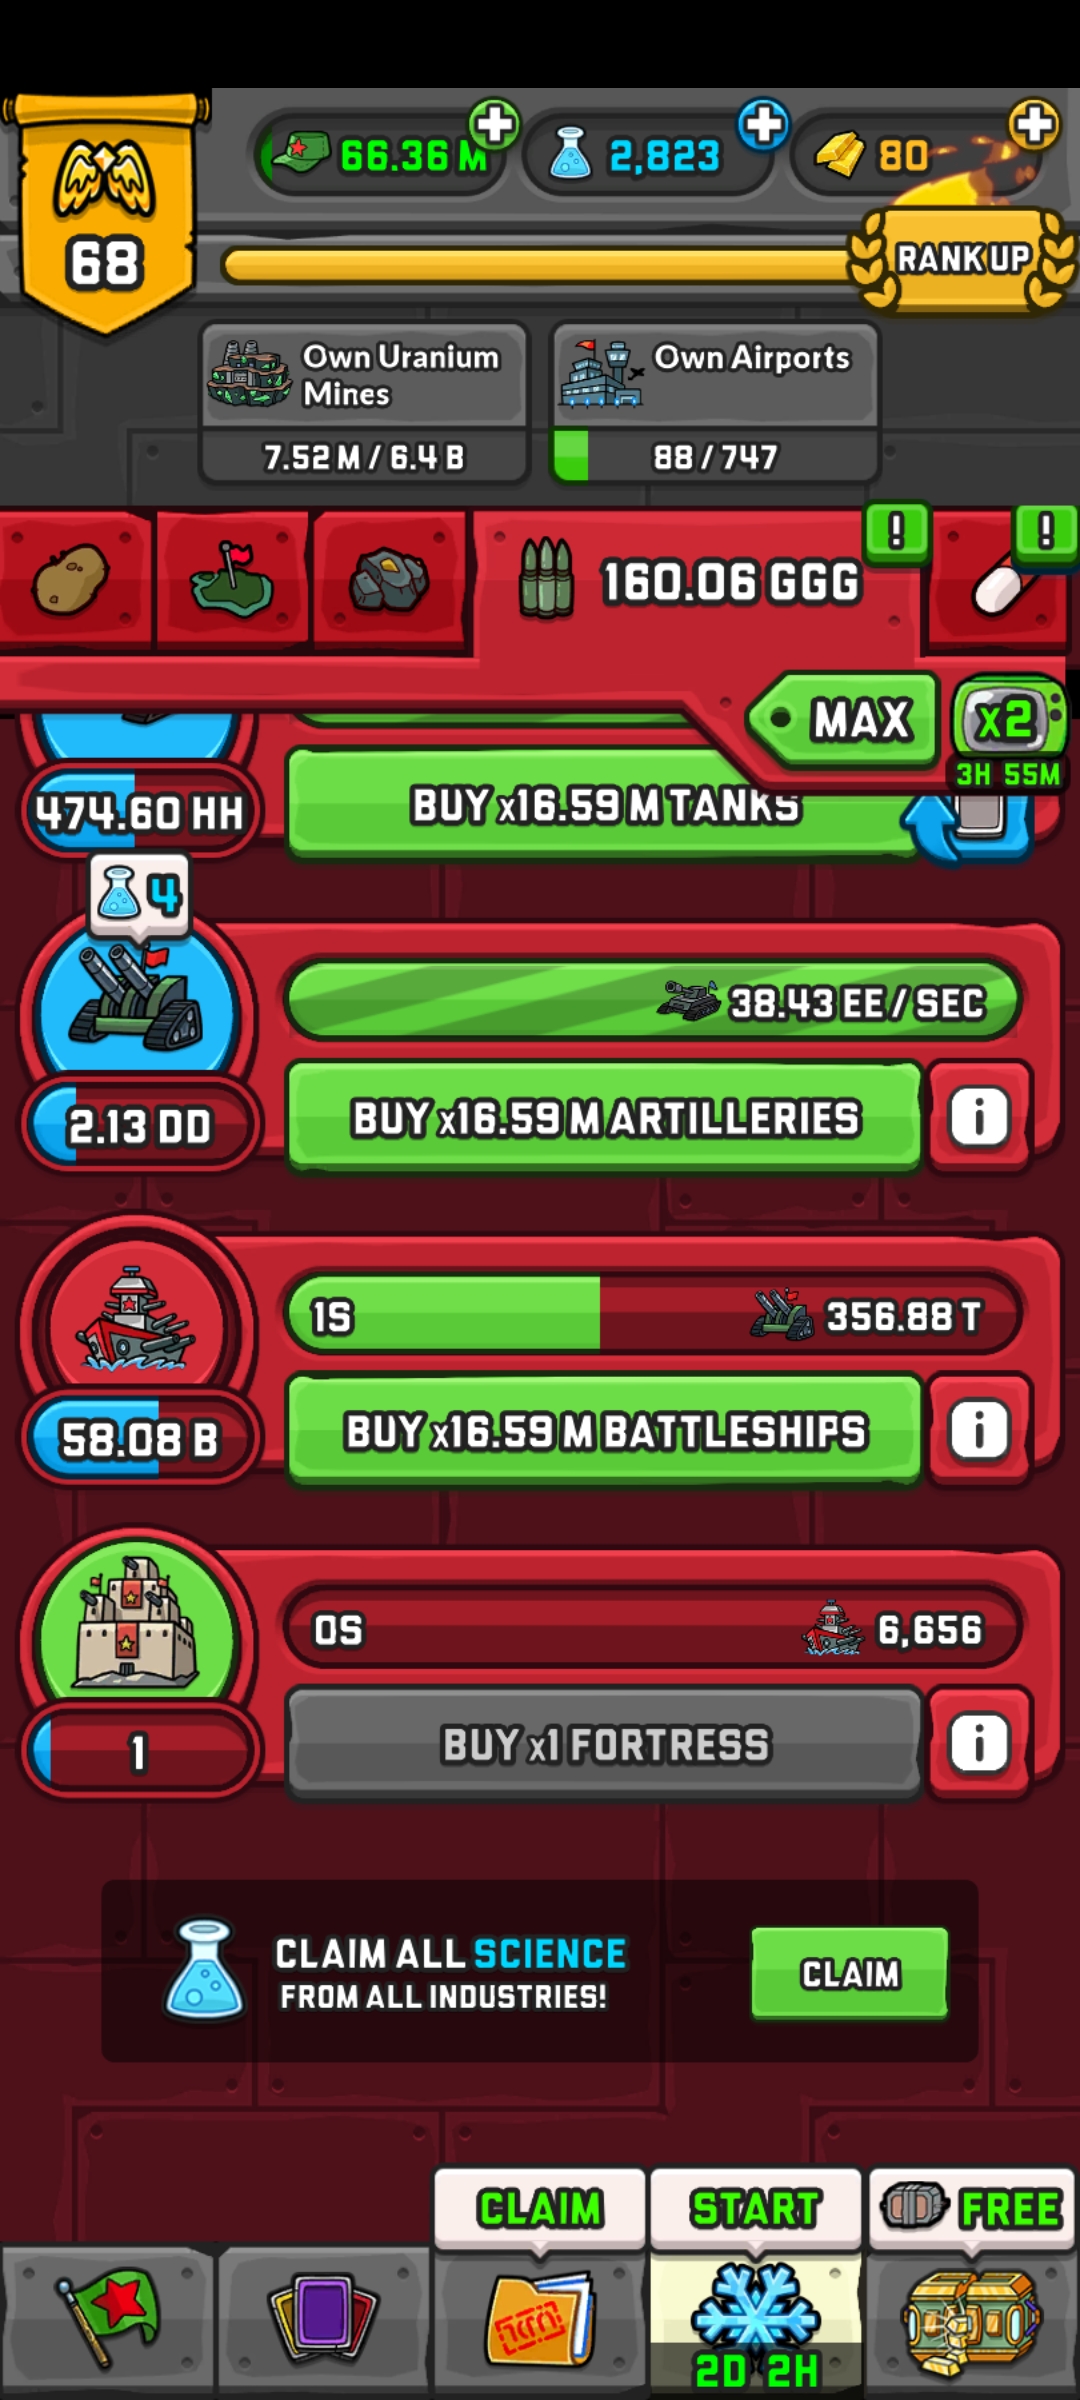 66.36 M
2,823
80
68
RANK UP
Own Uranium
Mines
7.52 M / 6.4 B
Own Airports
88 / 747
!
!
160.06 GGG
MAX
x2
3H 55M
474.60 HH
BUY x16.59 M TANKS
4
38.43 EE / SEC
2.13 DD
BUY x16.59 M ARTILLERIES
i
1S
356.88 T
58.08 B
BUY x16.59 M BATTLESHIPS
i
0S
6,656
1
BUY x1 FORTRESS
i
CLAIM ALL SCIENCE
FROM ALL INDUSTRIES!
CLAIM
CLAIM
START
FREE
2D 2H